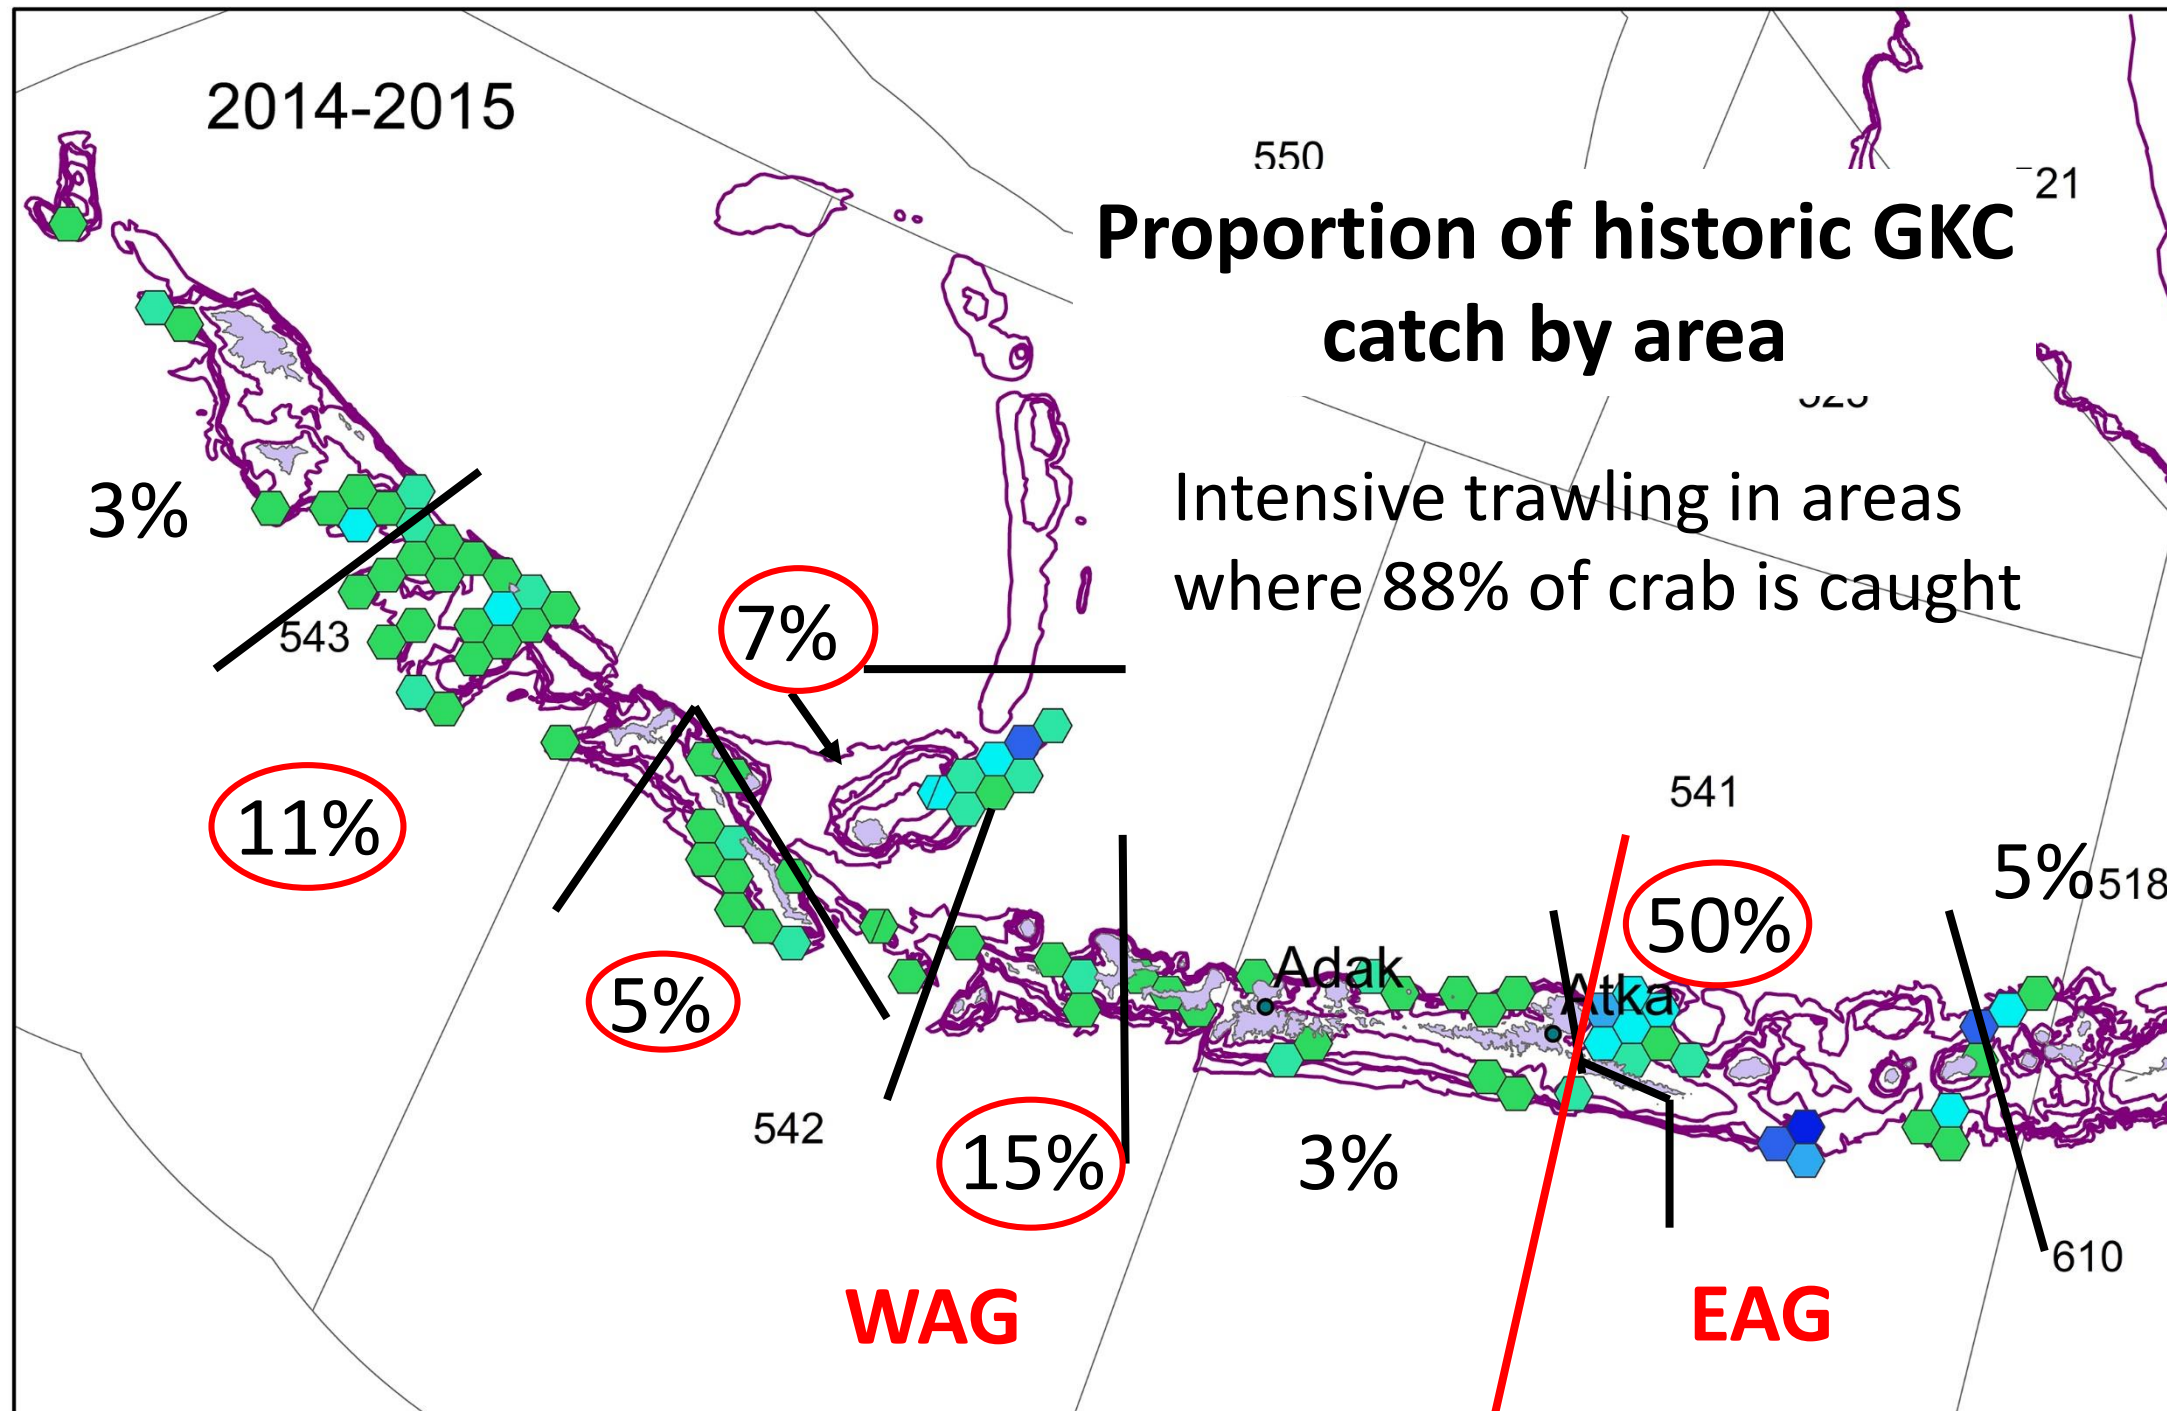 2014-2015
550
21
Proportion of historic GKC
catch by area
Intensive trawling in areas
where 88% of crab is caught
3%
543
7%
11%
541
5%
518
50%
Adak
Atka
5%
542
15%
3%
610
WAG
EAG